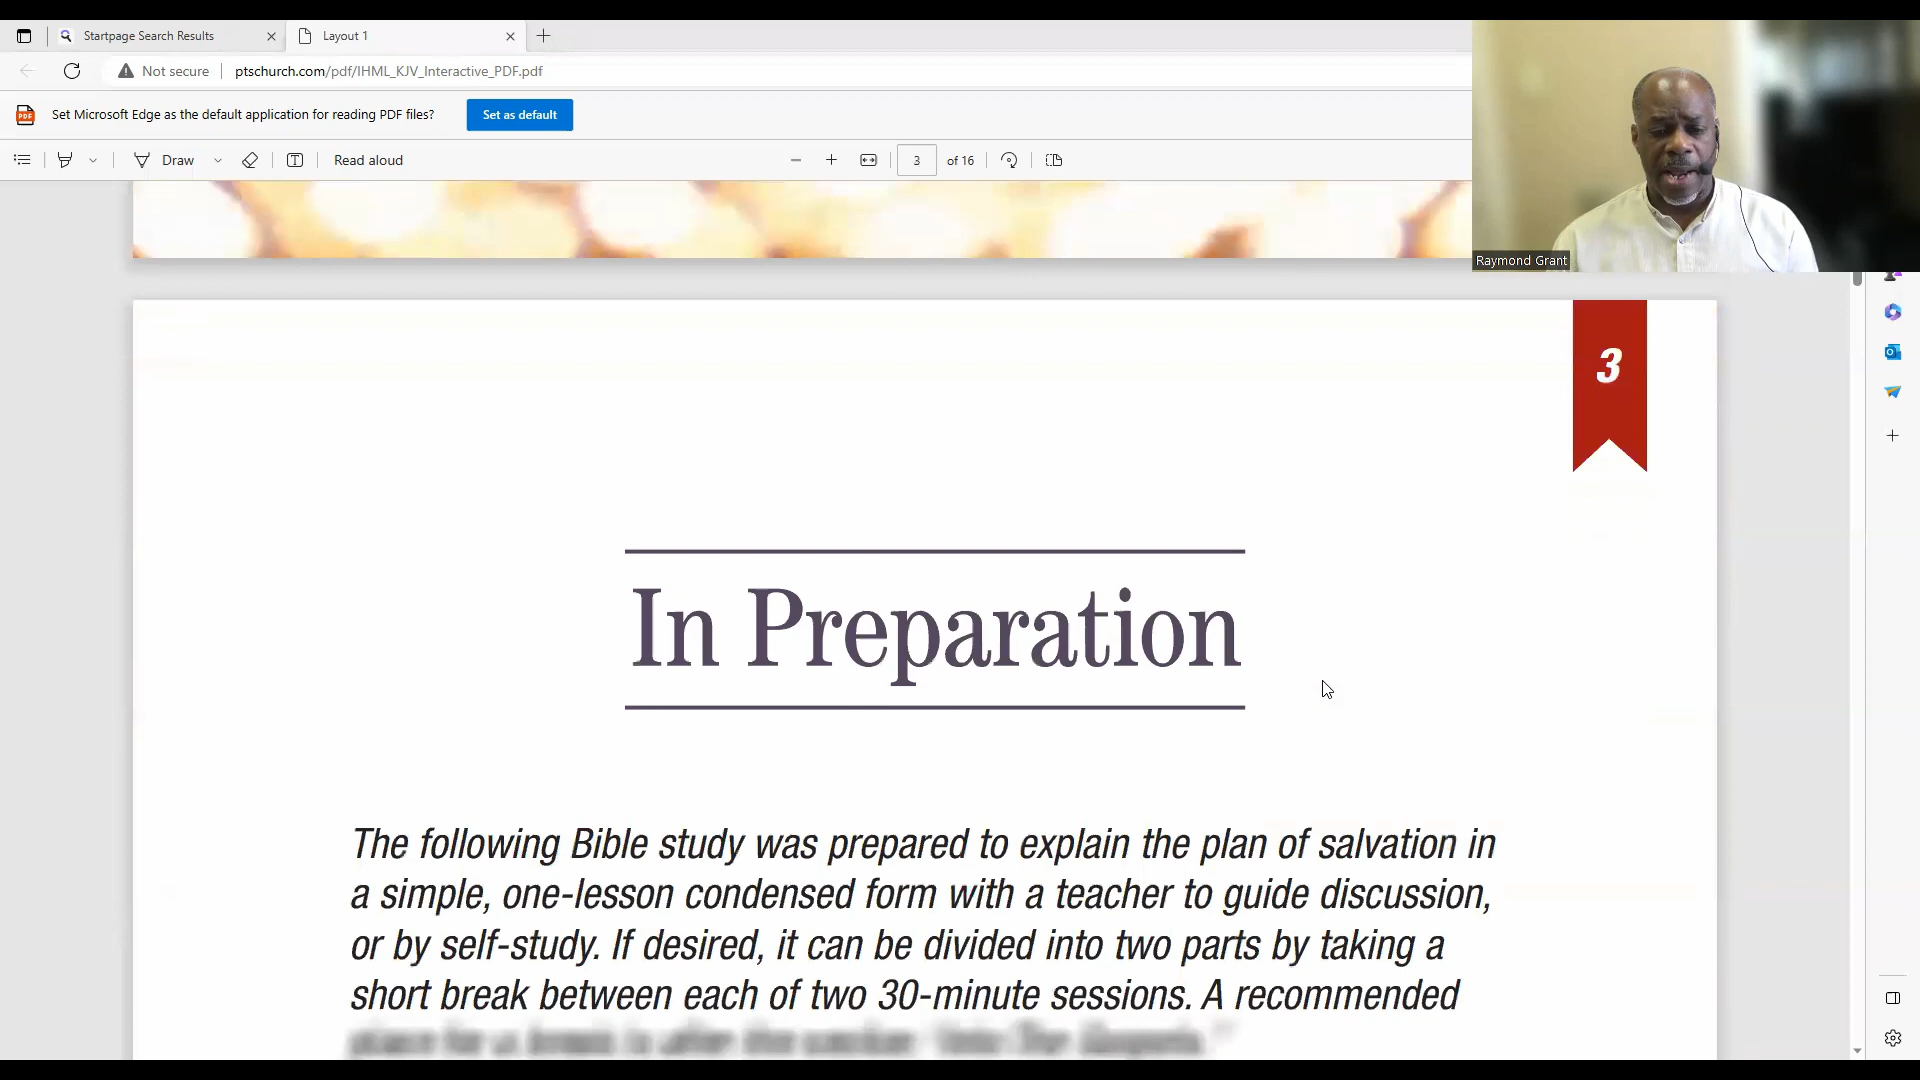 Startpage Search Results
Layout 1
Not secure
ptschurch.com/pdf/IHML_KJV_Interactive_PDF.pdf
Set Microsoft Edge as the default application for reading PDF files?
Set as default
Draw
Read aloud
3
of 16
Raymond Grant
3
In Preparation
The following Bible study was prepared to explain the plan of salvation in
a simple, one-lesson condensed form with a teacher to guide discussion,
or by self-study. If desired, it can be divided into two parts by taking a
short break between each of two 30-minute sessions. A recommended